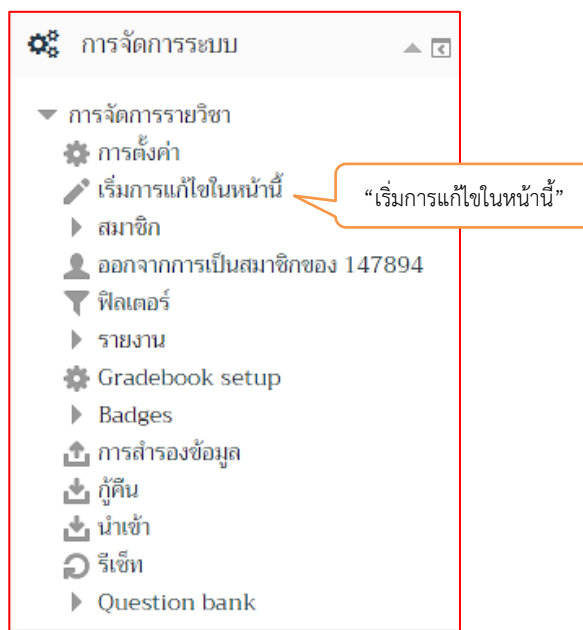 การจัดการระบบ
การจัดการรายวิชา
การตั้งค่า
เริ่มการแก้ไขในหน้านี้
“เริ่มการแก้ไขในหน้านี้”
สมาชิก
ออกจากการเป็นสมาชิกของ 147894
ฟิลเตอร์
รายงาน
Gradebook setup
Badges
การสำรองข้อมูล
กู้คืน
นำเข้า
รีเซ็ท
Question bank